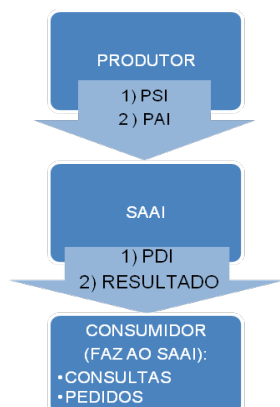 PRODUTOR
1) PSI
2) PAI
SAAI
1) PDI
2) RESULTADO
CONSUMIDOR
(FAZ AO SAAI):
•CONSULTAS
•PEDIDOS